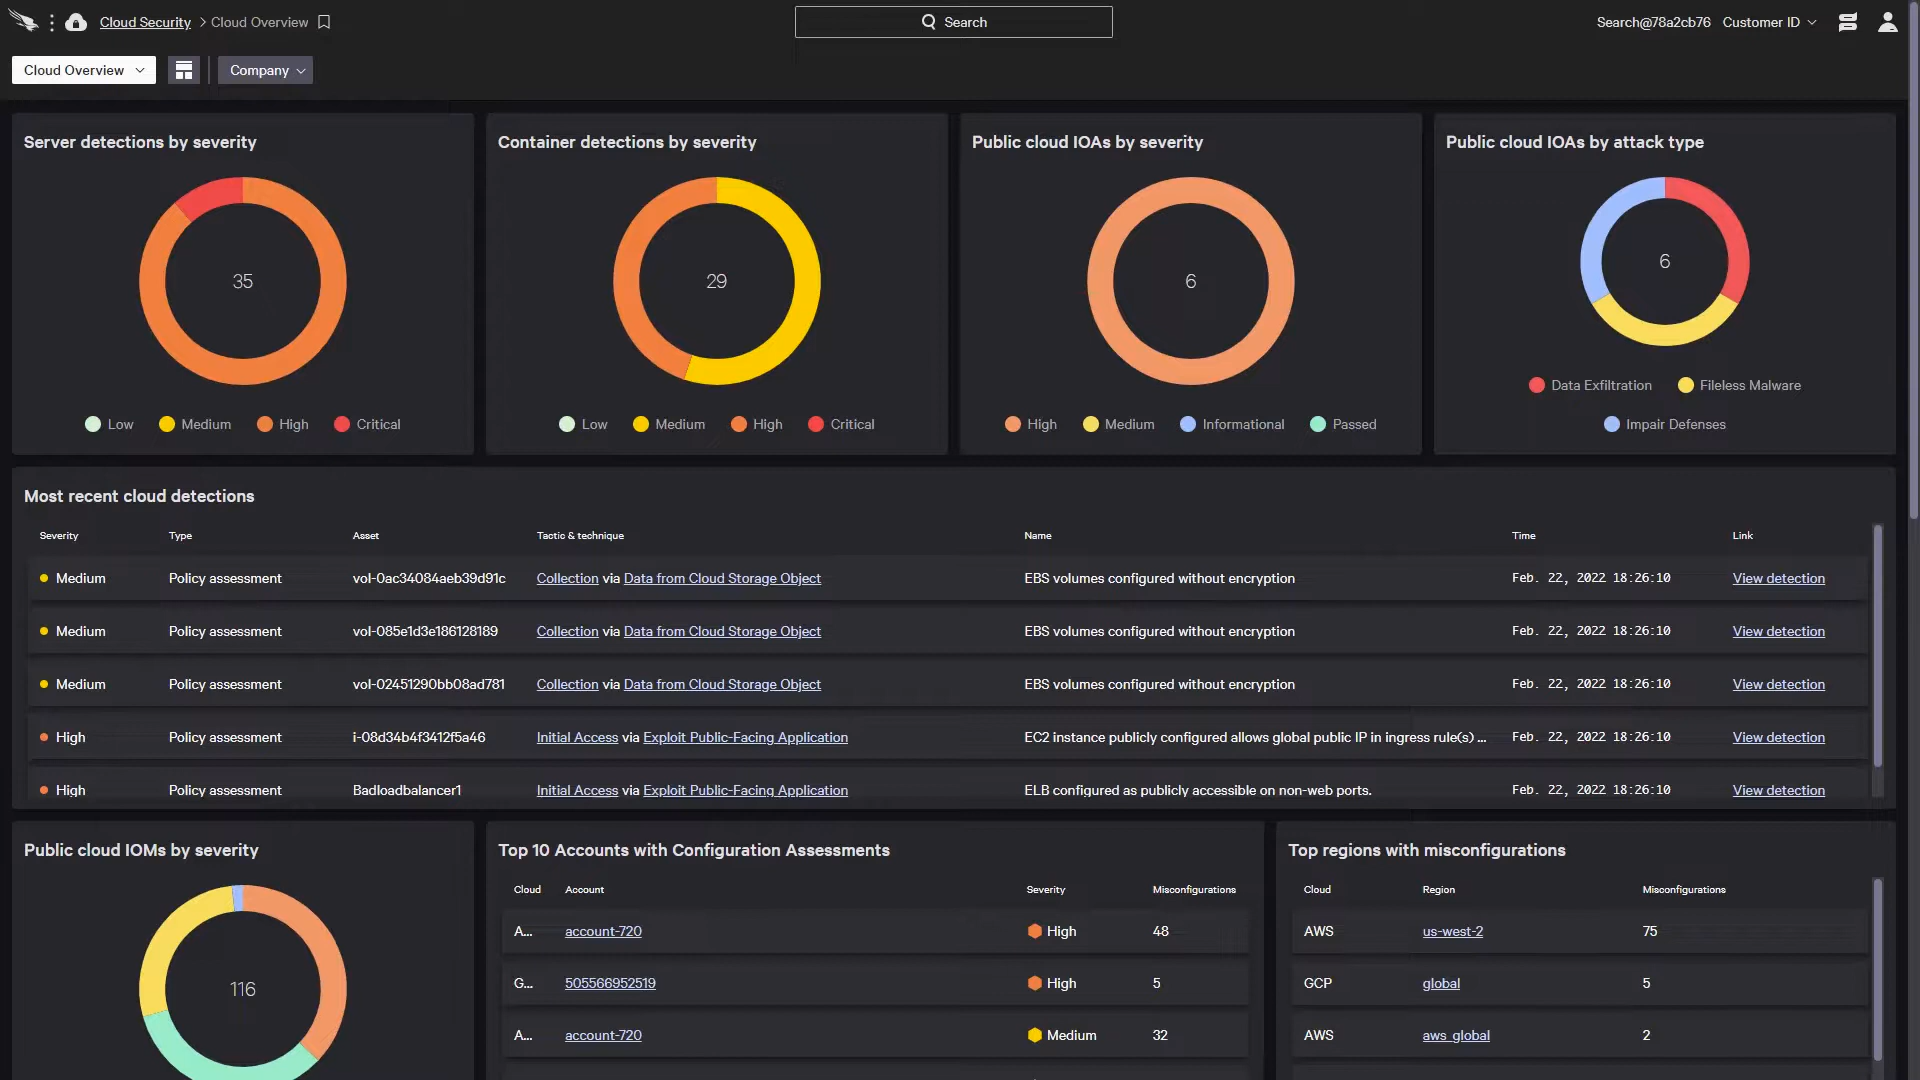 Cloud Security > Cloud Overview
Search
Search@78a2cb76 Customer ID
Cloud Overview
Company
Server detections by severity
35
Low Medium High Critical
Container detections by severity
29
Low Medium High Critical
Public cloud IOAs by severity
6
High Medium Informational Passed
Public cloud IOAs by attack type
6
Data Exfiltration Fileless Malware
Impair Defenses
Most recent cloud detections
Severity Type Asset Tactic & technique Name Time Link
Medium Policy assessment vol-0ac34084aeb39d91c Collection via Data from Cloud Storage Object EBS volumes configured without encryption Feb. 22, 2022 18:26:10 View detection
Medium Policy assessment vol-085e1d3e186128189 Collection via Data from Cloud Storage Object EBS volumes configured without encryption Feb. 22, 2022 18:26:10 View detection
Medium Policy assessment vol-02451290bb08ad781 Collection via Data from Cloud Storage Object EBS volumes configured without encryption Feb. 22, 2022 18:26:10 View detection
High Policy assessment i-08d34b4f3412f5a46 Initial Access via Exploit Public-Facing Application EC2 instance publicly configured allows global public IP in ingress rule(s) ... Feb. 22, 2022 18:26:10 View detection
High Policy assessment Badloadbalancer1 Initial Access via Exploit Public-Facing Application ELB configured as publicly accessible on non-web ports. Feb. 22, 2022 18:26:10 View detection
Public cloud IOMs by severity
116
Top 10 Accounts with Configuration Assessments
Cloud Account Severity Misconfigurations
A... account-720 High 48
G... 505566952519 High 5
A... account-720 Medium 32
Top regions with misconfigurations
Cloud Region Misconfigurations
AWS us-west-2 75
GCP global 5
AWS aws_global 2